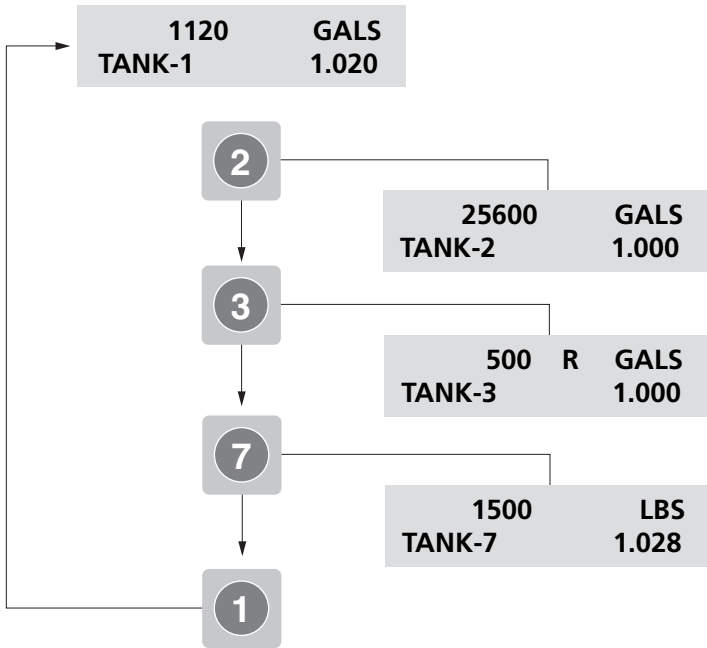 1120 GALS
TANK-1 1.020
2
25600 GALS
TANK-2 1.000
3
500 R GALS
TANK-3 1.000
7
1500 LBS
TANK-7 1.028
1